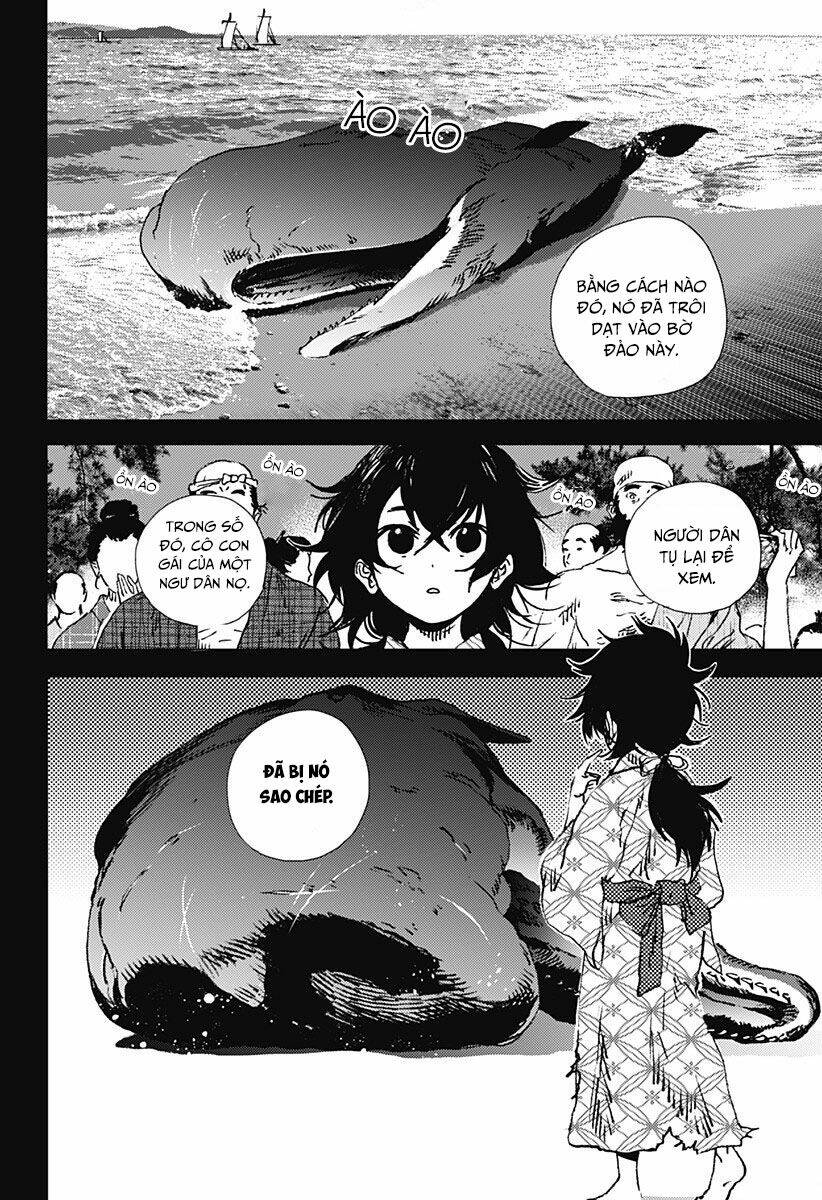 ÀO ÀO
BẰNG CÁCH NÀO
ĐÓ, NÓ ĐÃ TRÔI
DẠT VÀO BỜ
ĐẢO NÀY.
ỒN ÀO
ỒN ÀO
ỒN ÀO
ỒN ÀO
NGƯỜI DÂN
TỤ LẠI ĐỂ
XEM.
TRONG SỐ
ĐÓ, CÔ CON
GÁI CỦA MỘT
NGƯ DÂN NỌ.
ĐÃ BỊ NÓ
SAO CHÉP.